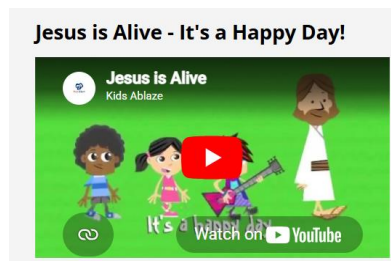 Jesus is Alive - It's a Happy Day!
Jesus is Alive
Kids Ablaze
It's a happy day
Watch on YouTube